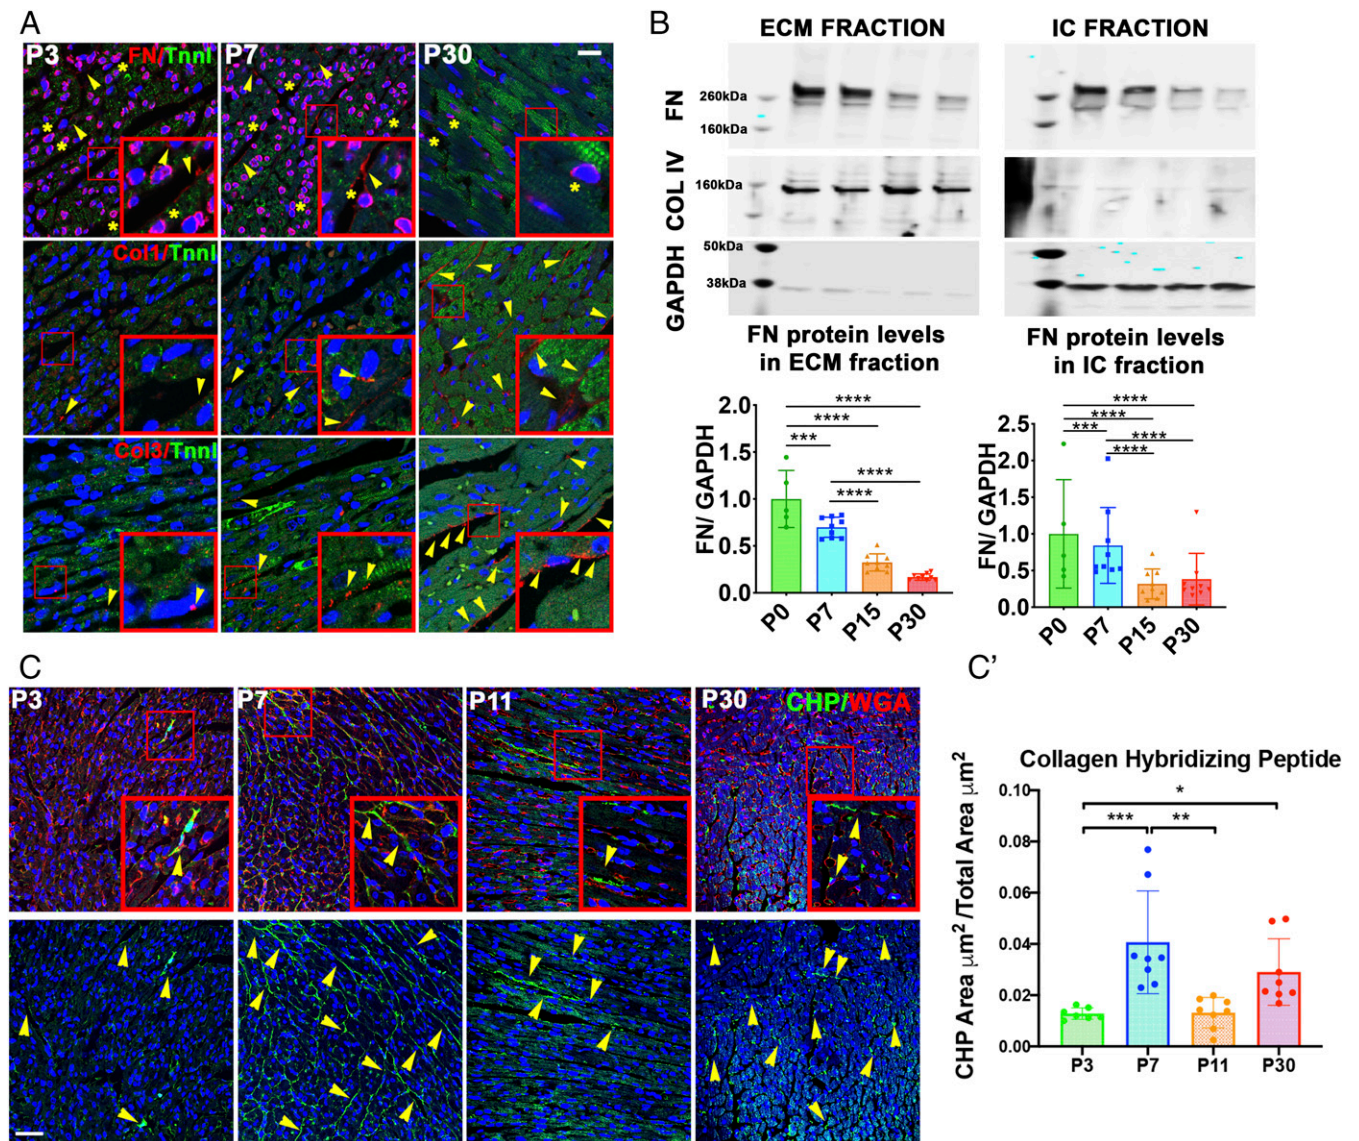 A
P3
FN/TnnI
P7
P30
Col1/TnnI
Col3/TnnI
B
ECM FRACTION
IC FRACTION
FN
260kDa
160kDa
COL IV
160kDa
GAPDH
50kDa
38kDa
FN protein levels
in ECM fraction
FN/ GAPDH
2.0
1.5
1.0
0.5
0.0
****
****
***
****
****
P0
P7
P15
P30
FN protein levels
in IC fraction
FN/ GAPDH
2.5
2.0
1.5
1.0
0.5
0.0
****
****
***
****
****
P0
P7
P15
P30
C
P3
P7
P11
P30
CHP/WGA
C'
Collagen Hybridizing Peptide
CHP Area µm²/Total Area µm²
0.10
0.08
0.06
0.04
0.02
0.00
*
***
**
P3
P7
P11
P30